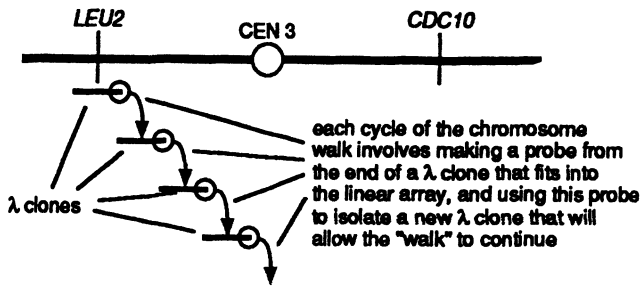 LEU2
CEN 3
CDC10
each cycle of the chromosome
walk involves making a probe from
the end of a λ clone that fits into
the linear array, and using this probe
to isolate a new λ clone that will
allow the "walk" to continue
λ clones